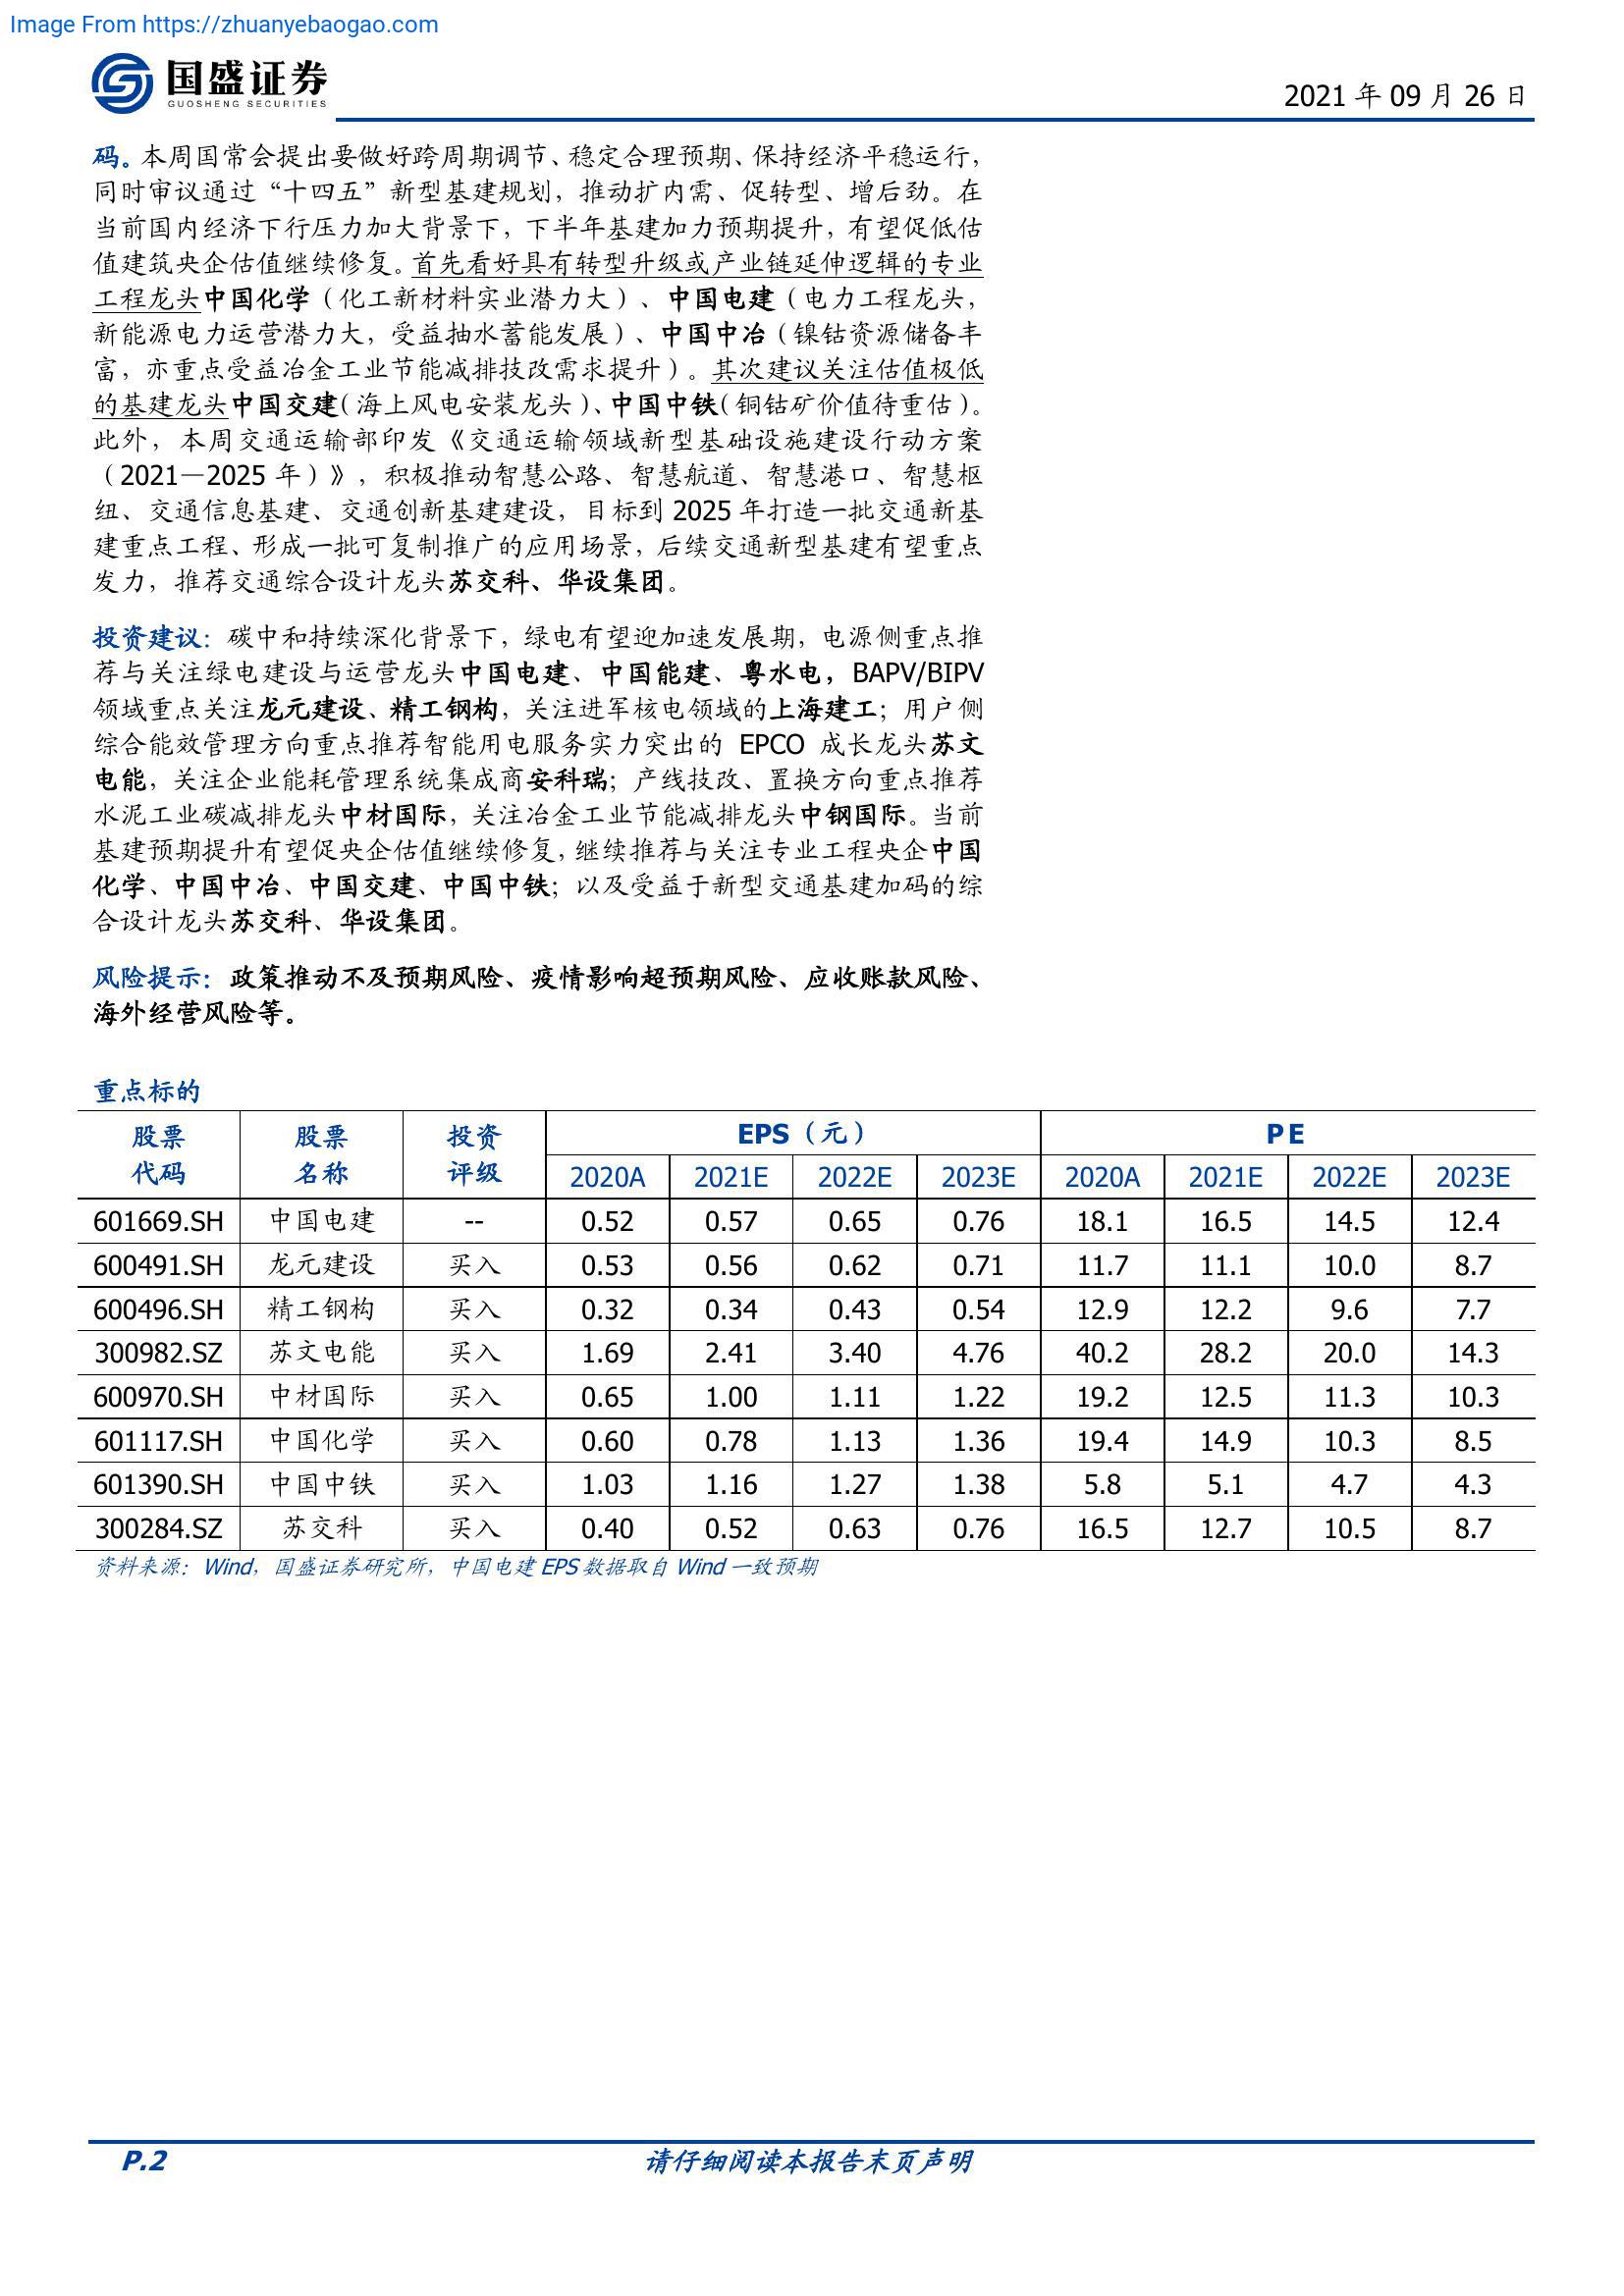 Image From https://zhuanyebaogao.com
国盛证券
GUOSHENG SECURITIES
2021 年 09 月 26 日
码。本周国常会提出要做好跨周期调节、稳定合理预期、保持经济平稳运行，
同时审议通过“十四五”新型基建规划，推动扩内需、促转型、增后劲。在
当前国内经济下行压力加大背景下，下半年基建加力预期提升，有望促低估
值建筑央企估值继续修复。首先看好具有转型升级或产业链延伸逻辑的专业
工程龙头中国化学（化工新材料实业潜力大）、中国电建（电力工程龙头，
新能源电力运营潜力大，受益抽水蓄能发展）、中国中冶（镍钴资源储备丰
富，亦重点受益冶金工业节能减排技改需求提升）。其次建议关注估值极低
的基建龙头中国交建（海上风电安装龙头）、中国中铁（铜钴矿价值待重估）。
此外，本周交通运输部印发《交通运输领域新型基础设施建设行动方案
（2021—2025 年）》，积极推动智慧公路、智慧航道、智慧港口、智慧枢
纽、交通信息基建、交通创新基建建设，目标到 2025 年打造一批交通新基
建重点工程、形成一批可复制推广的应用场景，后续交通新型基建有望重点
发力，推荐交通综合设计龙头苏交科、华设集团。
投资建议：碳中和持续深化背景下，绿电有望迎加速发展期，电源侧重点推
荐与关注绿电建设与运营龙头中国电建、中国能建、粤水电，BAPV/BIPV
领域重点关注龙元建设、精工钢构，关注进军核电领域的上海建工；用户侧
综合能效管理方向重点推荐智能用电服务实力突出的 EPCO 成长龙头苏文
电能，关注企业能耗管理系统集成商安科瑞；产线技改、置换方向重点推荐
水泥工业碳减排龙头中材国际，关注冶金工业节能减排龙头中钢国际。当前
基建预期提升有望促央企估值继续修复，继续推荐与关注专业工程央企中国
化学、中国中冶、中国交建、中国中铁；以及受益于新型交通基建加码的综
合设计龙头苏交科、华设集团。
风险提示：政策推动不及预期风险、疫情影响超预期风险、应收账款风险、
海外经营风险等。
重点标的
股票代码 股票名称 投资评级 EPS（元） PE
2020A 2021E 2022E 2023E 2020A 2021E 2022E 2023E
601669.SH 中国电建 -- 0.52 0.57 0.65 0.76 18.1 16.5 14.5 12.4
600491.SH 龙元建设 买入 0.53 0.56 0.62 0.71 11.7 11.1 10.0 8.7
600496.SH 精工钢构 买入 0.32 0.34 0.43 0.54 12.9 12.2 9.6 7.7
300982.SZ 苏文电能 买入 1.69 2.41 3.40 4.76 40.2 28.2 20.0 14.3
600970.SH 中材国际 买入 0.65 1.00 1.11 1.22 19.2 12.5 11.3 10.3
601117.SH 中国化学 买入 0.60 0.78 1.13 1.36 19.4 14.9 10.3 8.5
601390.SH 中国中铁 买入 1.03 1.16 1.27 1.38 5.8 5.1 4.7 4.3
300284.SZ 苏交科 买入 0.40 0.52 0.63 0.76 16.5 12.7 10.5 8.7
资料来源：Wind，国盛证券研究所，中国电建 EPS 数据取自 Wind 一致预期
P.2 请仔细阅读本报告末页声明